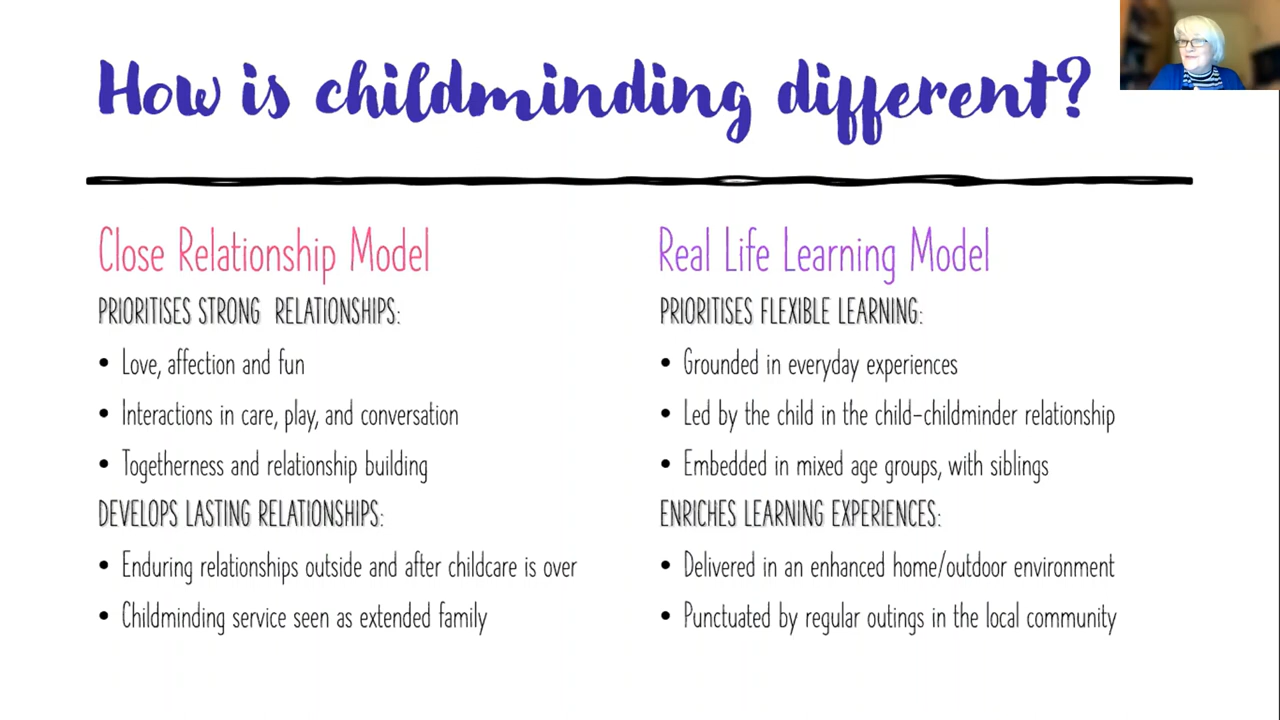 How is childminding different?
Close Relationship Model
PRIORITISES STRONG RELATIONSHIPS:
• Love, affection and fun
• Interactions in care, play, and conversation
• Togetherness and relationship building
DEVELOPS LASTING RELATIONSHIPS:
• Enduring relationships outside and after childcare is over
• Childminding service seen as extended family
Real Life Learning Model
PRIORITISES FLEXIBLE LEARNING:
• Grounded in everyday experiences
• Led by the child in the child-childminder relationship
• Embedded in mixed age groups, with siblings
ENRICHES LEARNING EXPERIENCES:
• Delivered in an enhanced home/outdoor environment
• Punctuated by regular outings in the local community